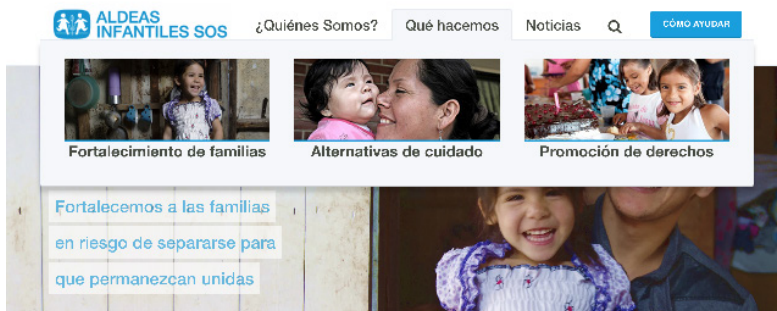 ALDEAS
INFANTILES SOS
¿Quiénes Somos?
Qué hacemos
Noticias
CÓMO AYUDAR
Fortalecimiento de familias
Alternativas de cuidado
Promoción de derechos
Fortalecemos a las familias
en riesgo de separarse para
que permanezcan unidas